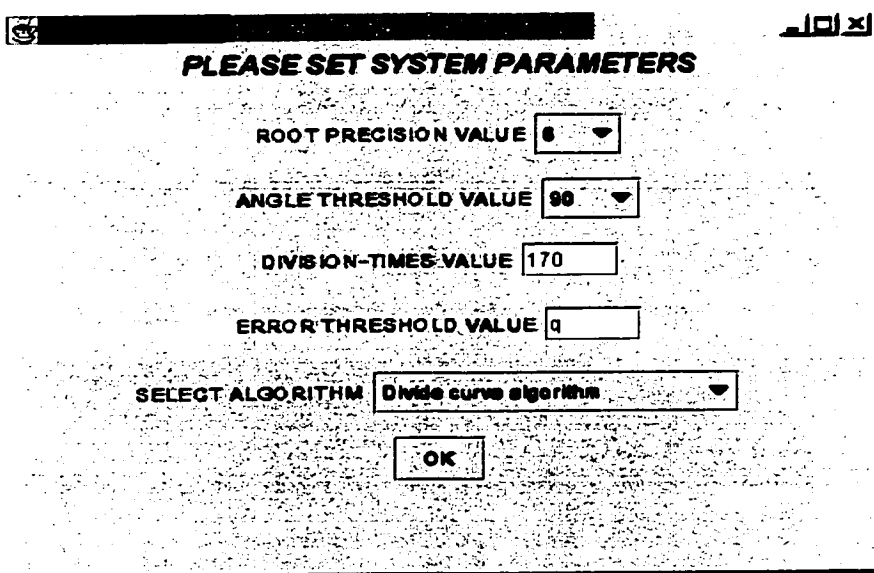 PLEASE SET SYSTEM PARAMETERS
ROOT PRECISION VALUE 6
ANGLE THRESHOLD VALUE 90
DIVISION-TIMES VALUE 170
ERROR THRESHOLD VALUE q
SELECT ALGORITHM Divide curve algorithm
OK